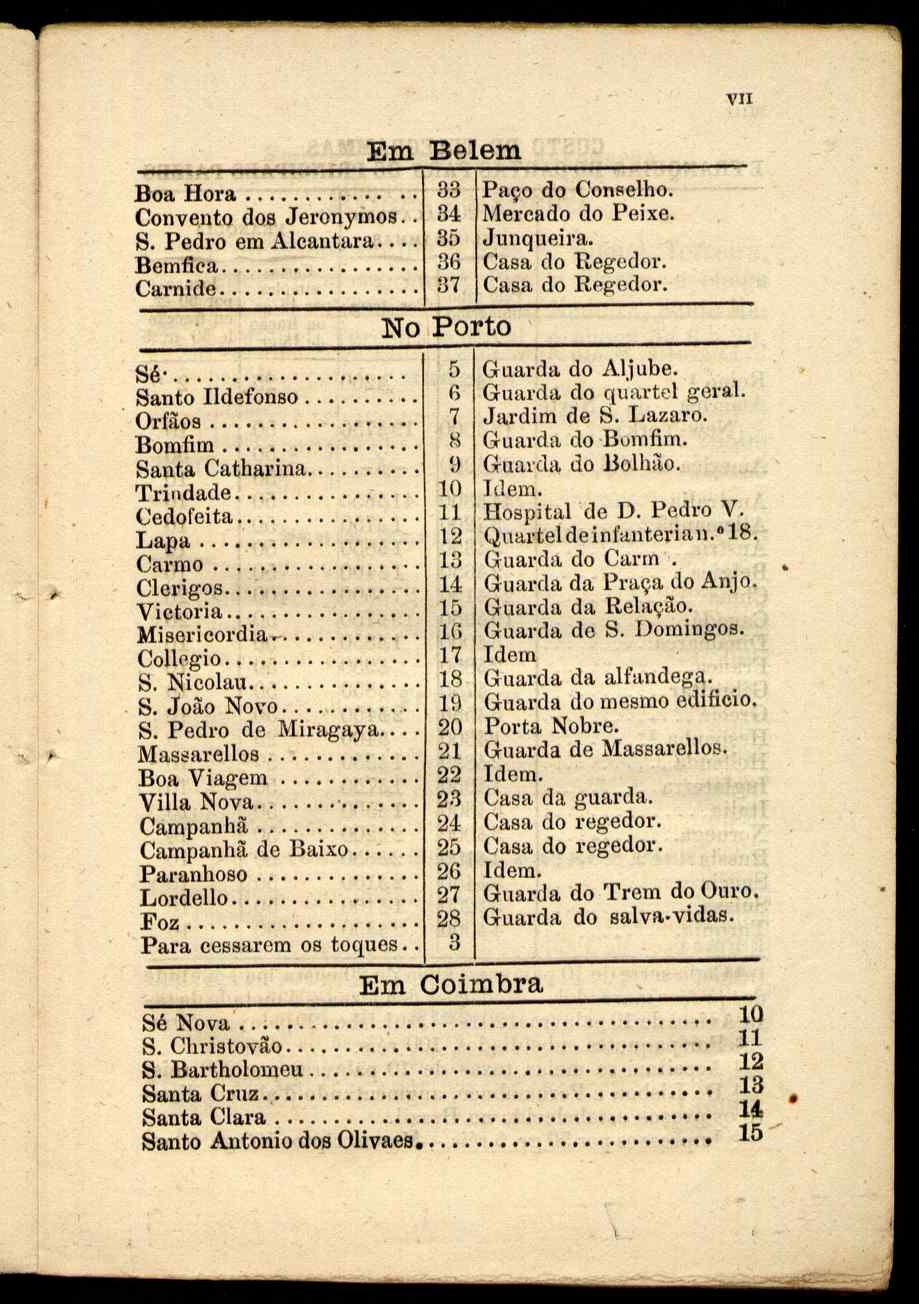 VII
Em Belem
Boa Hora .............. 33 Paço do Conselho.
Convento dos Jeronymos.. 34 Mercado do Peixe.
S. Pedro em Alcantara.... 35 Junqueira.
Bemfica................. 36 Casa do Regedor.
Carnide................. 37 Casa do Regedor.
No Porto
Sé.................... 5 Guarda do Aljube.
Santo Ildefonso .......... 6 Guarda do quartel geral.
Orfãos .................. 7 Jardim de S. Lazaro.
Bomfim ................. 8 Guarda do Bomfim.
Santa Catharina.......... 9 Guarda do Bolhão.
Trindade................ 10 Idem.
Cedofeita................ 11 Hospital de D. Pedro V.
Lapa ................... 12 Quartel de infanteria n.º 18.
Carmo .................. 13 Guarda do Carm .
Clerigos................. 14 Guarda da Praça do Anjo.
Victoria................. 15 Guarda da Relação.
Misericordia............. 16 Guarda de S. Domingos.
Collegio................. 17 Idem
S. Nicolau............... 18 Guarda da alfandega.
S. João Novo............ 19 Guarda do mesmo edificio.
S. Pedro de Miragaya.... 20 Porta Nobre.
Massarellos ............. 21 Guarda de Massarellos.
Boa Viagem ............ 22 Idem.
Villa Nova.............. 23 Casa da guarda.
Campanhã .............. 24 Casa do regedor.
Campanhã de Baixo...... 25 Casa do regedor.
Paranhoso .............. 26 Idem.
Lordello................ 27 Guarda do Trem do Ouro.
Foz .................... 28 Guarda do salva-vidas.
Para cessarem os toques.. 3
Em Coimbra
Sé Nova ........................................ 10
S. Christovão.................................... 11
S. Bartholomeu .................................. 12
Santa Cruz...................................... 13
Santa Clara ..................................... 14
Santo Antonio dos Olivaes......................... 15